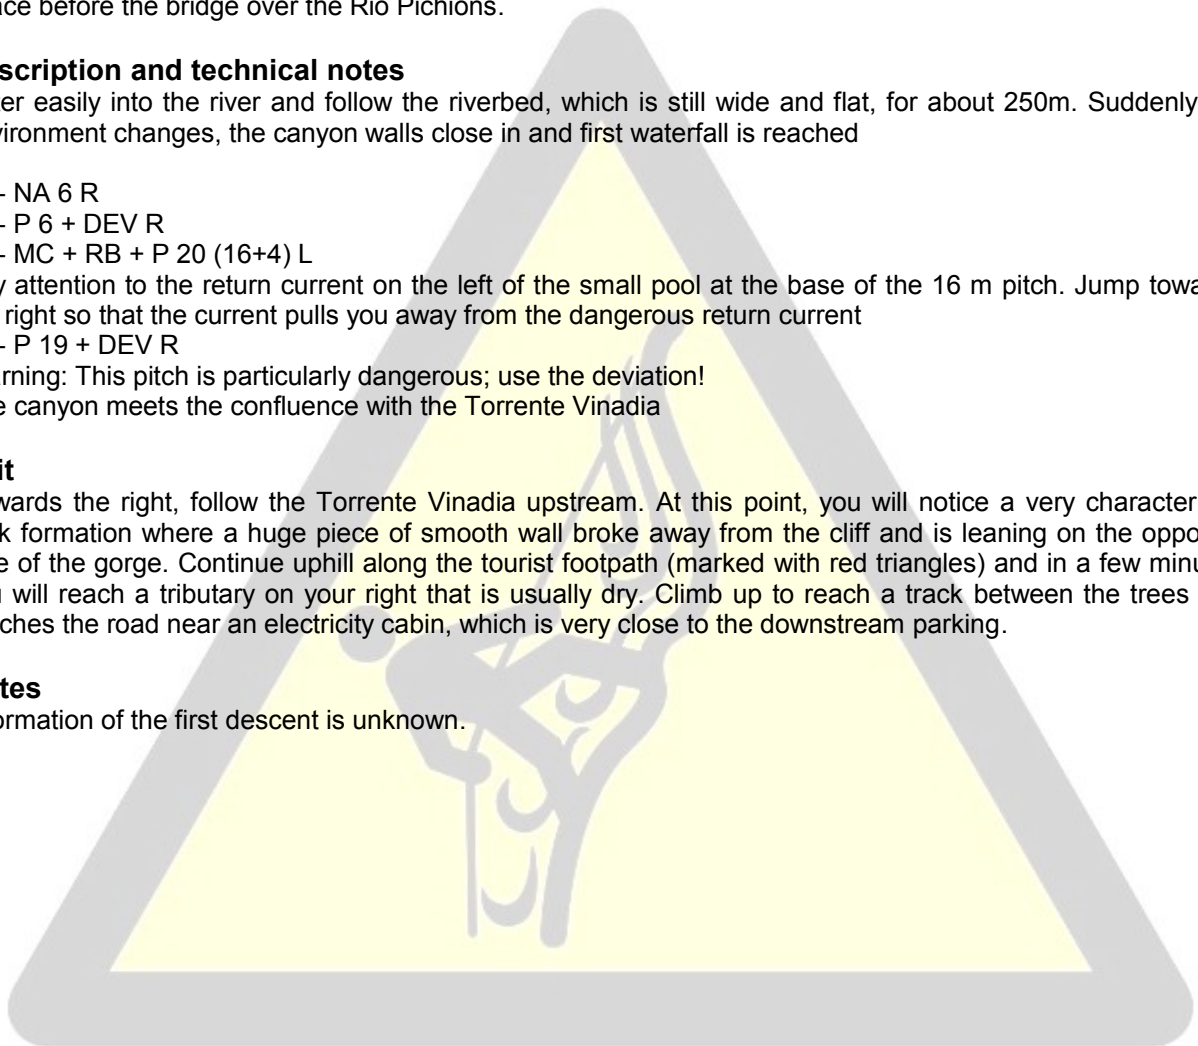 ace before the bridge over the Rio Pichions.
scription and technical notes
ter easily into the river and follow the riverbed, which is still wide and flat, for about 250m. Suddenly
vironment changes, the canyon walls close in and first waterfall is reached
- NA 6 R
- P 6 + DEV R
- MC + RB + P 20 (16+4) L
y attention to the return current on the left of the small pool at the base of the 16 m pitch. Jump towa
right so that the current pulls you away from the dangerous return current
- P 19 + DEV R
rning: This pitch is particularly dangerous; use the deviation!
e canyon meets the confluence with the Torrente Vinadia
it
wards the right, follow the Torrente Vinadia upstream. At this point, you will notice a very character
k formation where a huge piece of smooth wall broke away from the cliff and is leaning on the oppo
e of the gorge. Continue uphill along the tourist footpath (marked with red triangles) and in a few minu
u will reach a tributary on your right that is usually dry. Climb up to reach a track between the trees
ches the road near an electricity cabin, which is very close to the downstream parking.
tes
ormation of the first descent is unknown.